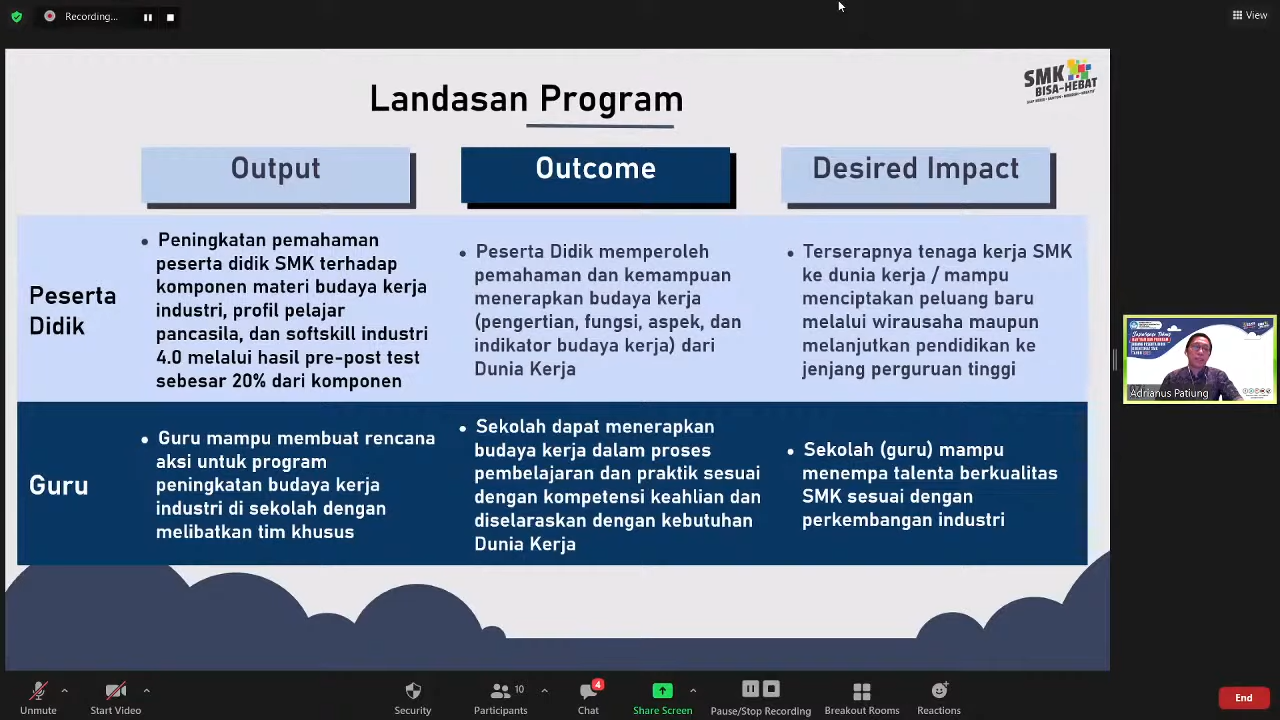 Recording...
View
SMK
BISA-HEBAT
Landasan Program
Output
Outcome
Desired Impact
Peserta
Didik
• Peningkatan pemahaman
peserta didik SMK terhadap
komponen materi budaya kerja
industri, profil pelajar
pancasila, dan softskill industri
4.0 melalui hasil pre-post test
sebesar 20% dari komponen
• Peserta Didik memperoleh
pemahaman dan kemampuan
menerapkan budaya kerja
(pengertian, fungsi, aspek, dan
indikator budaya kerja) dari
Dunia Kerja
• Terserapnya tenaga kerja SMK
ke dunia kerja / mampu
menciptakan peluang baru
melalui wirausaha maupun
melanjutkan pendidikan ke
jenjang perguruan tinggi
Guru
• Guru mampu membuat rencana
aksi untuk program
peningkatan budaya kerja
industri di sekolah dengan
melibatkan tim khusus
• Sekolah dapat menerapkan
budaya kerja dalam proses
pembelajaran dan praktik sesuai
dengan kompetensi keahlian dan
diselaraskan dengan kebutuhan
Dunia Kerja
• Sekolah (guru) mampu
menempa talenta berkualitas
SMK sesuai dengan
perkembangan industri
Adrianus Patiung
Unmute
Start Video
Security
Participants
10
Chat
4
Share Screen
Pause/Stop Recording
Breakout Rooms
Reactions
End